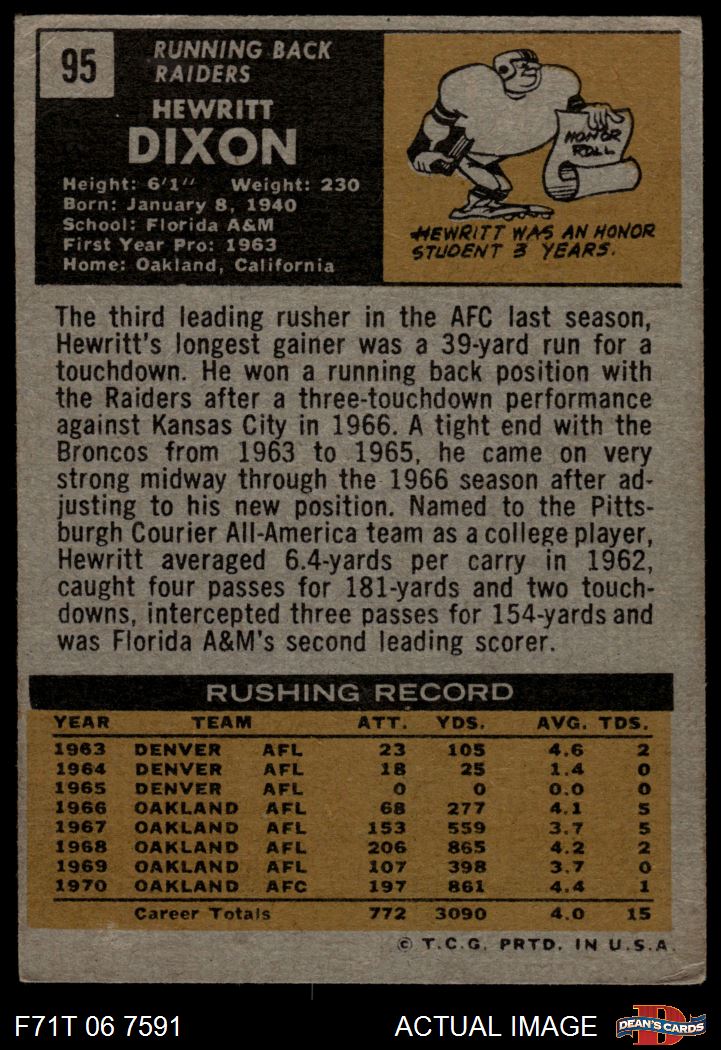 95
RUNNING BACK
RAIDERS
HEWRITT
DIXON
Height: 6'1" Weight: 230
Born: January 8, 1940
School: Florida A&M
First Year Pro: 1963
Home: Oakland, California
HONOR
ROLL
HEWRITT WAS AN HONOR
STUDENT 3 YEARS.
The third leading rusher in the AFC last season,
Hewritt's longest gainer was a 39-yard run for a
touchdown. He won a running back position with
the Raiders after a three-touchdown performance
against Kansas City in 1966. A tight end with the
Broncos from 1963 to 1965, he came on very
strong midway through the 1966 season after ad-
justing to his new position. Named to the Pitts-
burgh Courier All-America team as a college player,
Hewritt averaged 6.4-yards per carry in 1962,
caught four passes for 181-yards and two touch-
downs, intercepted three passes for 154-yards and
was Florida A&M's second leading scorer.
RUSHING RECORD
YEAR TEAM ATT. YDS. AVG. TDS.
1963 DENVER AFL 23 105 4.6 2
1964 DENVER AFL 18 25 1.4 0
1965 DENVER AFL 0 0 0.0 0
1966 OAKLAND AFL 68 277 4.1 5
1967 OAKLAND AFL 153 559 3.7 5
1968 OAKLAND AFL 206 865 4.2 2
1969 OAKLAND AFL 107 398 3.7 0
1970 OAKLAND AFC 197 861 4.4 1
Career Totals 772 3090 4.0 15
© T.C.G. PRTD. IN U.S.A.
F71T 06 7591 ACTUAL IMAGE
D
DEAN'S CARDS